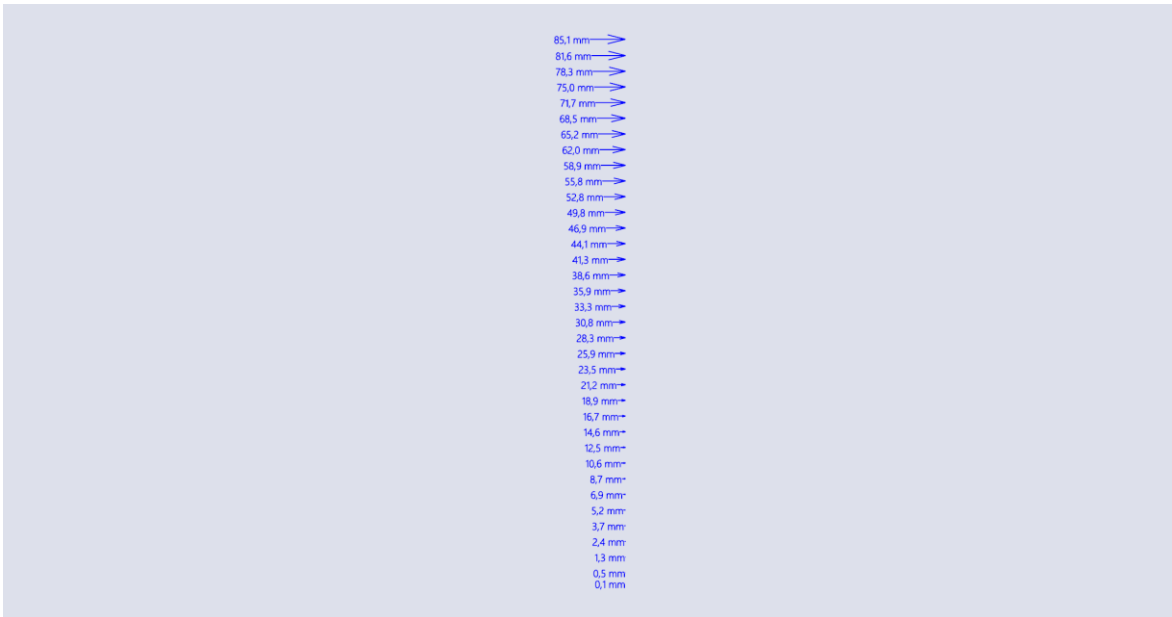 85,1 mm
81,6 mm
78,3 mm
75,0 mm
71,7 mm
68,5 mm
65,2 mm
62,0 mm
58,9 mm
55,8 mm
52,8 mm
49,8 mm
46,9 mm
44,1 mm
41,3 mm
38,6 mm
35,9 mm
33,3 mm
30,8 mm
28,3 mm
25,9 mm
23,5 mm
21,2 mm
18,9 mm
16,7 mm
14,6 mm
12,5 mm
10,6 mm
8,7 mm
6,9 mm
5,2 mm
3,7 mm
2,4 mm
1,3 mm
0,5 mm
0,1 mm